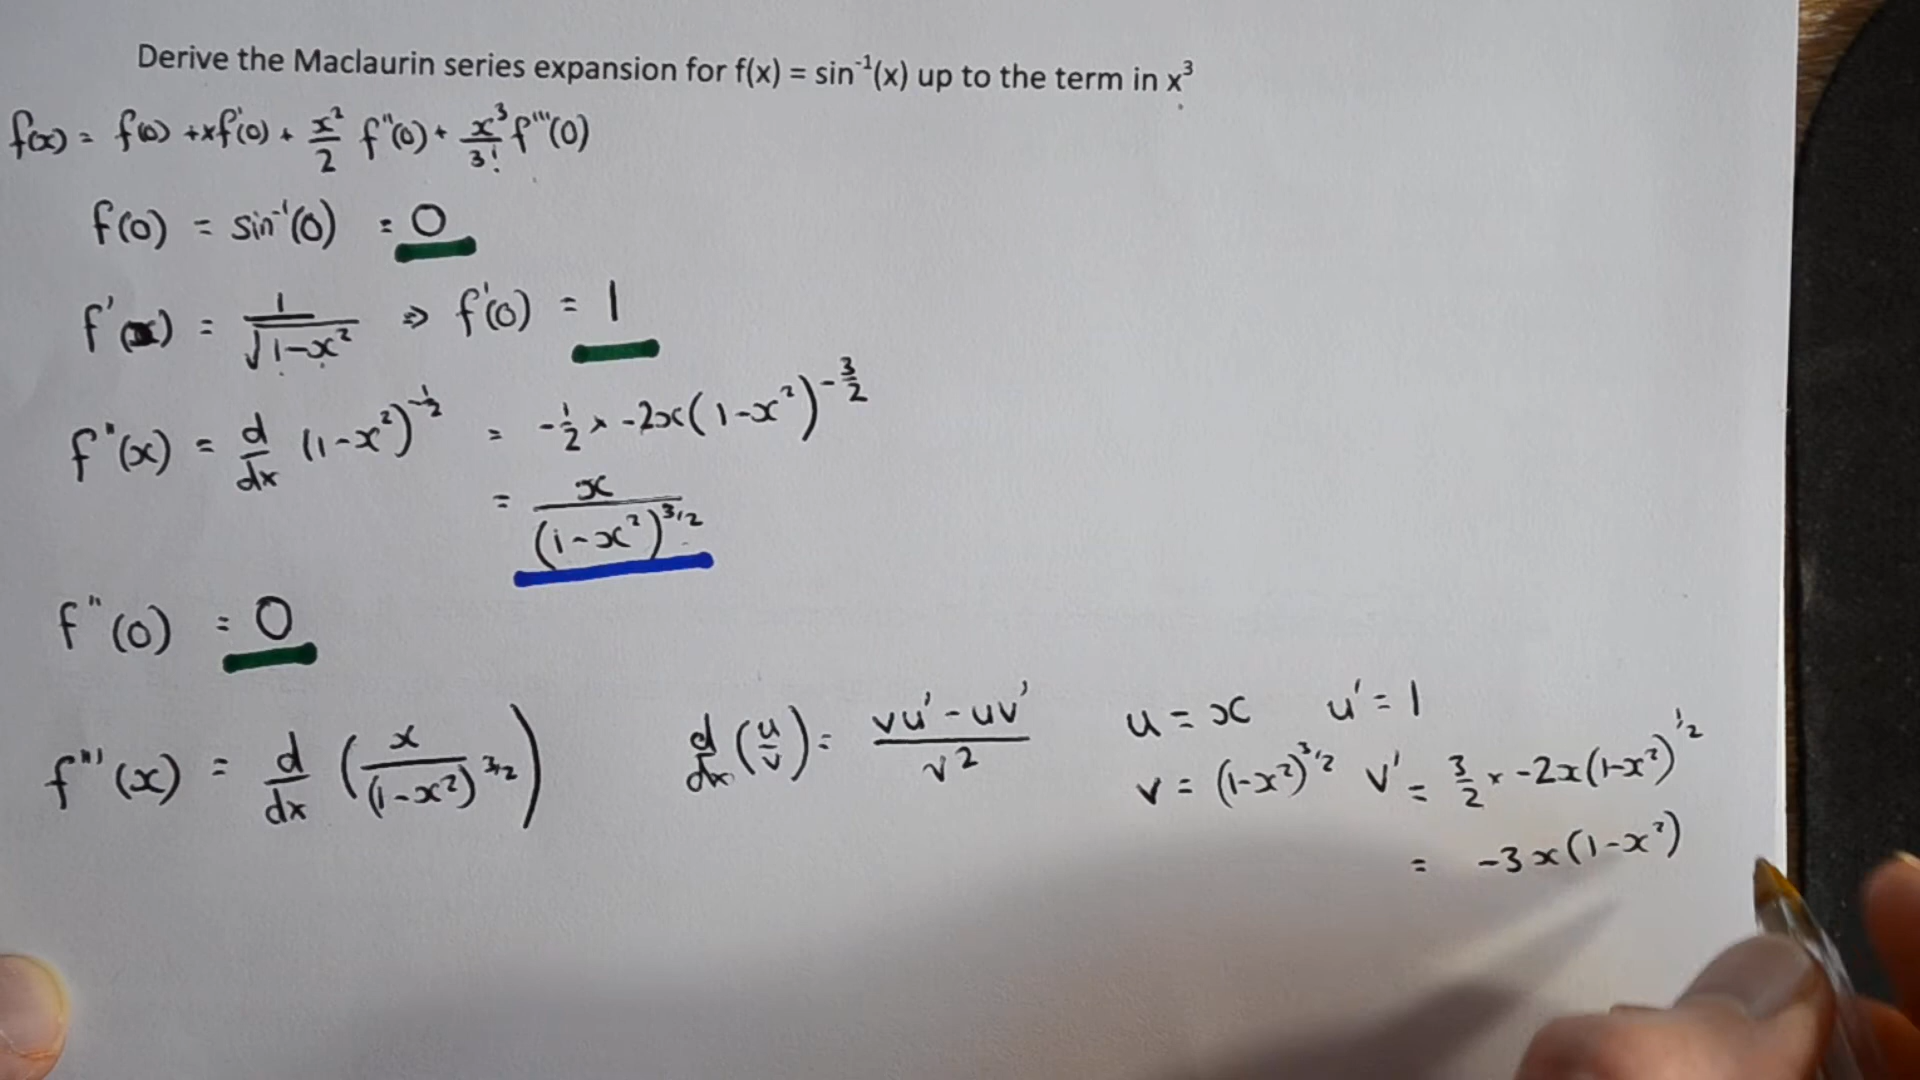 Derive the Maclaurin series expansion for f(x) = sin⁻¹(x) up to the term in x³
f(x) = f(0) + xf'(0) + x²/2 f''(0) + x³/3! f'''(0)
f(0) = sin⁻¹(0) = 0
f'(x) = 1/√(1-x²) ⇒ f'(0) = 1
f''(x) = d/dx (1-x²)^(-1/2) = -1/2 × -2x(1-x²)^(-3/2)
= x/(1-x²)^(3/2)
f''(0) = 0
f'''(x) = d/dx (x/(1-x²)^(3/2)) d/dx (u/v) = (vu' - uv')/v² u = x u' = 1
v = (1-x²)^(3/2) v' = 3/2 × -2x(1-x²)^(1/2)
= -3x(1-x²)